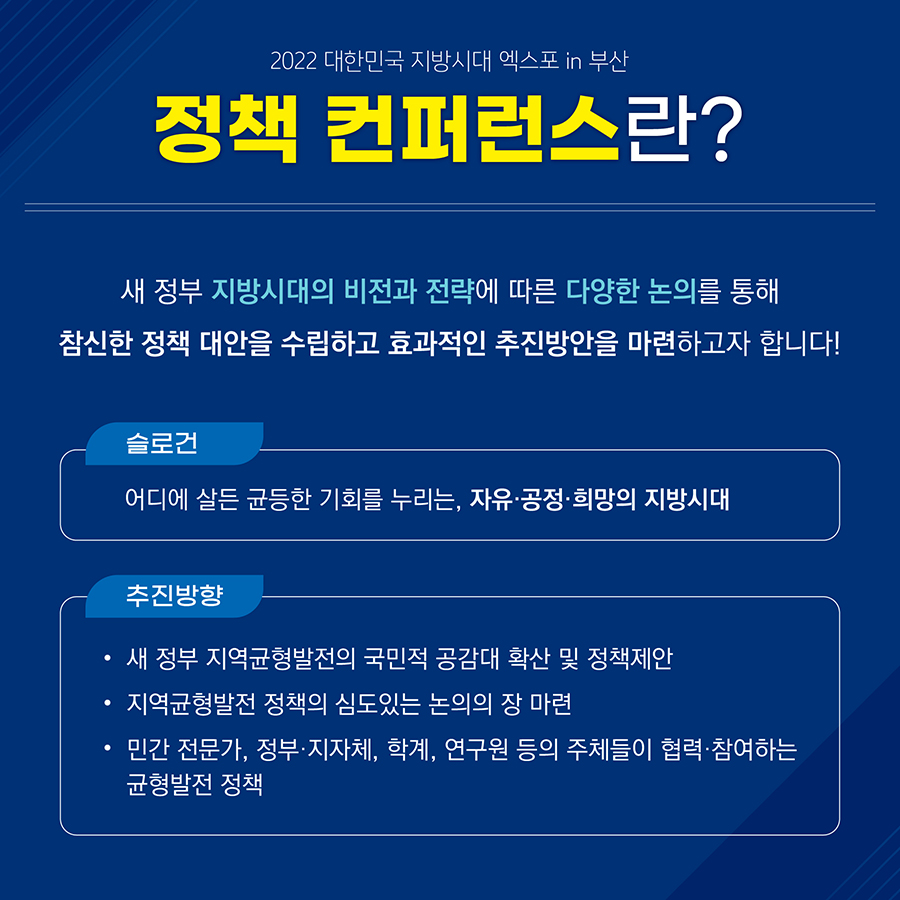 2022 대한민국 지방시대 엑스포 in 부산
정책 컨퍼런스란?
새 정부 지방시대의 비전과 전략에 따른 다양한 논의를 통해
참신한 정책 대안을 수립하고 효과적인 추진방안을 마련하고자 합니다!
슬로건
어디에 살든 균등한 기회를 누리는, 자유·공정·희망의 지방시대
추진방향
• 새 정부 지역균형발전의 국민적 공감대 확산 및 정책제안
• 지역균형발전 정책의 심도있는 논의의 장 마련
• 민간 전문가, 정부·지자체, 학계, 연구원 등의 주체들이 협력·참여하는
균형발전 정책